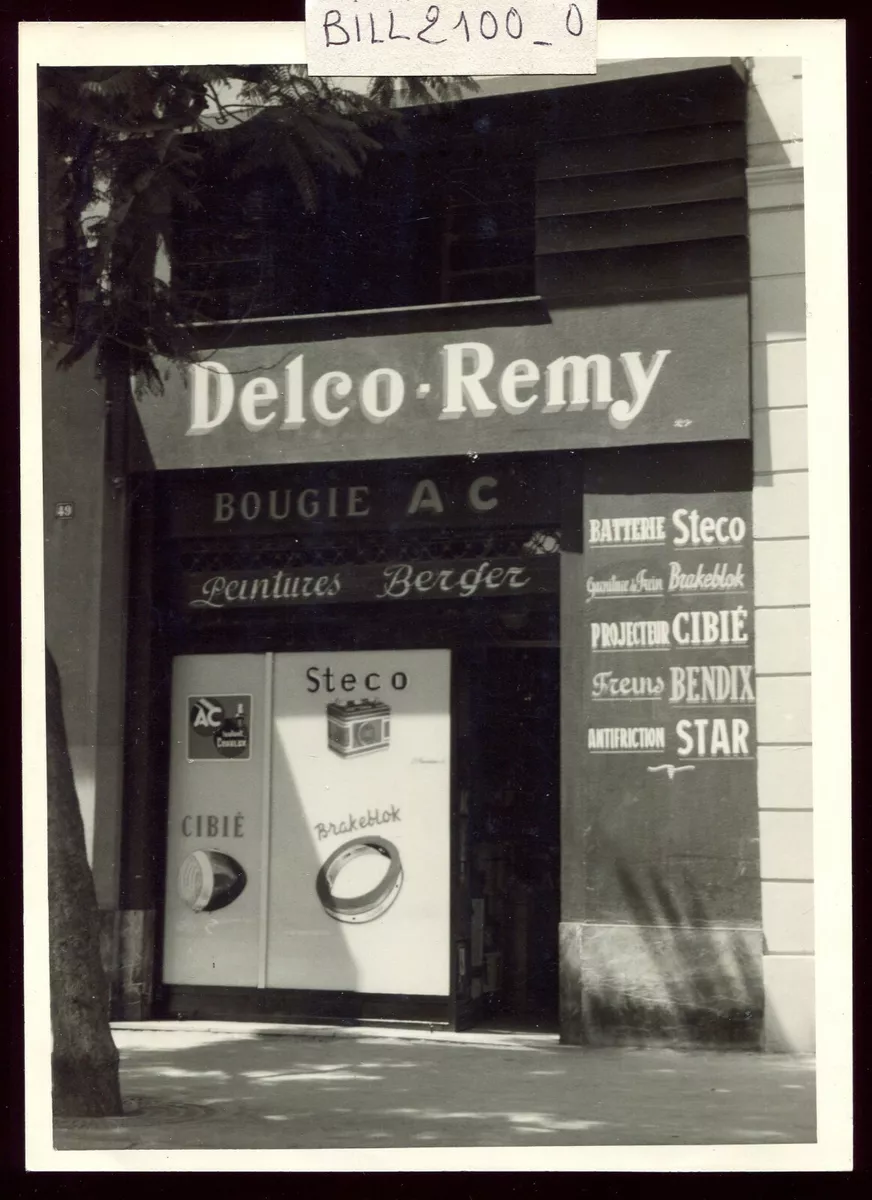 BILL2100_0
Delco-Remy
BOUGIE AC
Peintures Berger
49
BATTERIE Steco
Garniture de Frein Brakeblok
PROJECTEUR CIBIÉ
Freins BENDIX
ANTIFRICTION STAR
Steco
AC
CIBIÉ
Brakeblok